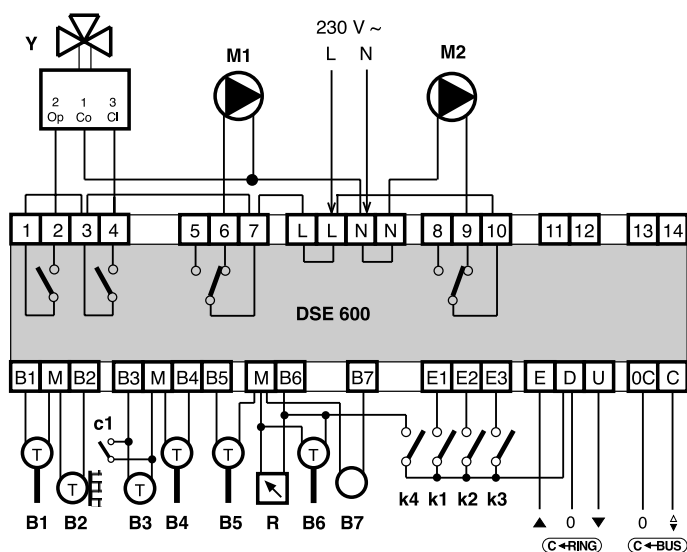 230 V ~
Y M1 L N M2
2 1 3
Op Co Cl
1 2 3 4 5 6 7 L L N N 8 9 10 11 12 13 14
DSE 600
B1 M B2 B3 M B4 B5 M B6 B7 E1 E2 E3 E D U 0C C
c1
T T T T T T
k4 k1 k2 k3
B1 B2 B3 B4 B5 R B6 B7
0 0
C RING C BUS